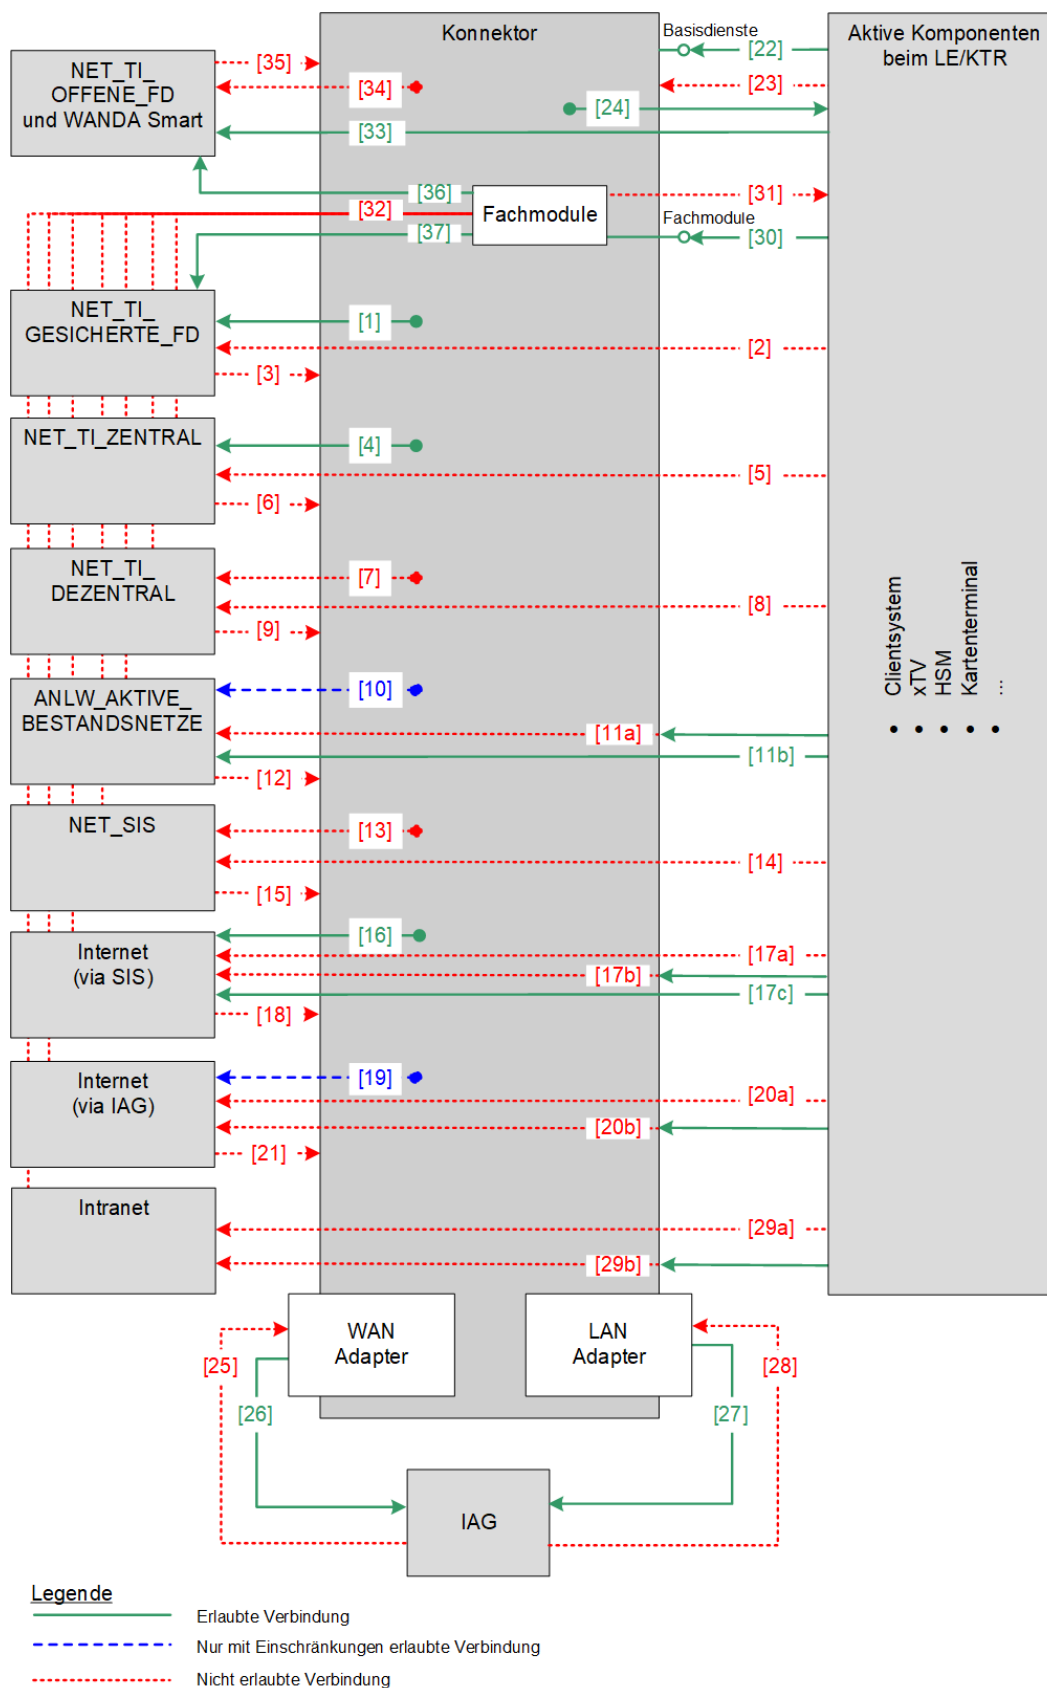 Konnektor
Basisdienste
[22]
Aktive Komponenten
beim LE/KTR
NET_TI_
OFFENE_FD
und WANDA Smart
[35]
[34]
[23]
[24]
[33]
[36]
[31]
[32]
Fachmodule
Fachmodule
[37]
[30]
NET_TI_
GESICHERTE_FD
[1]
[2]
[3]
NET_TI_ZENTRAL
[4]
[5]
[6]
NET_TI_
DEZENTRAL
[7]
[8]
[9]
• Clientsystem
• xTV
• HSM
• Kartenterminal
• ...
ANLW_AKTIVE_
BESTANDSNETZE
[10]
[11a]
[11b]
[12]
NET_SIS
[13]
[14]
[15]
Internet
(via SIS)
[16]
[17a]
[17b]
[17c]
[18]
Internet
(via IAG)
[19]
[20a]
[20b]
[21]
Intranet
[29a]
[29b]
WAN
Adapter
LAN
Adapter
[25]
[28]
[26]
[27]
IAG
Legende
Erlaubte Verbindung
Nur mit Einschränkungen erlaubte Verbindung
Nicht erlaubte Verbindung